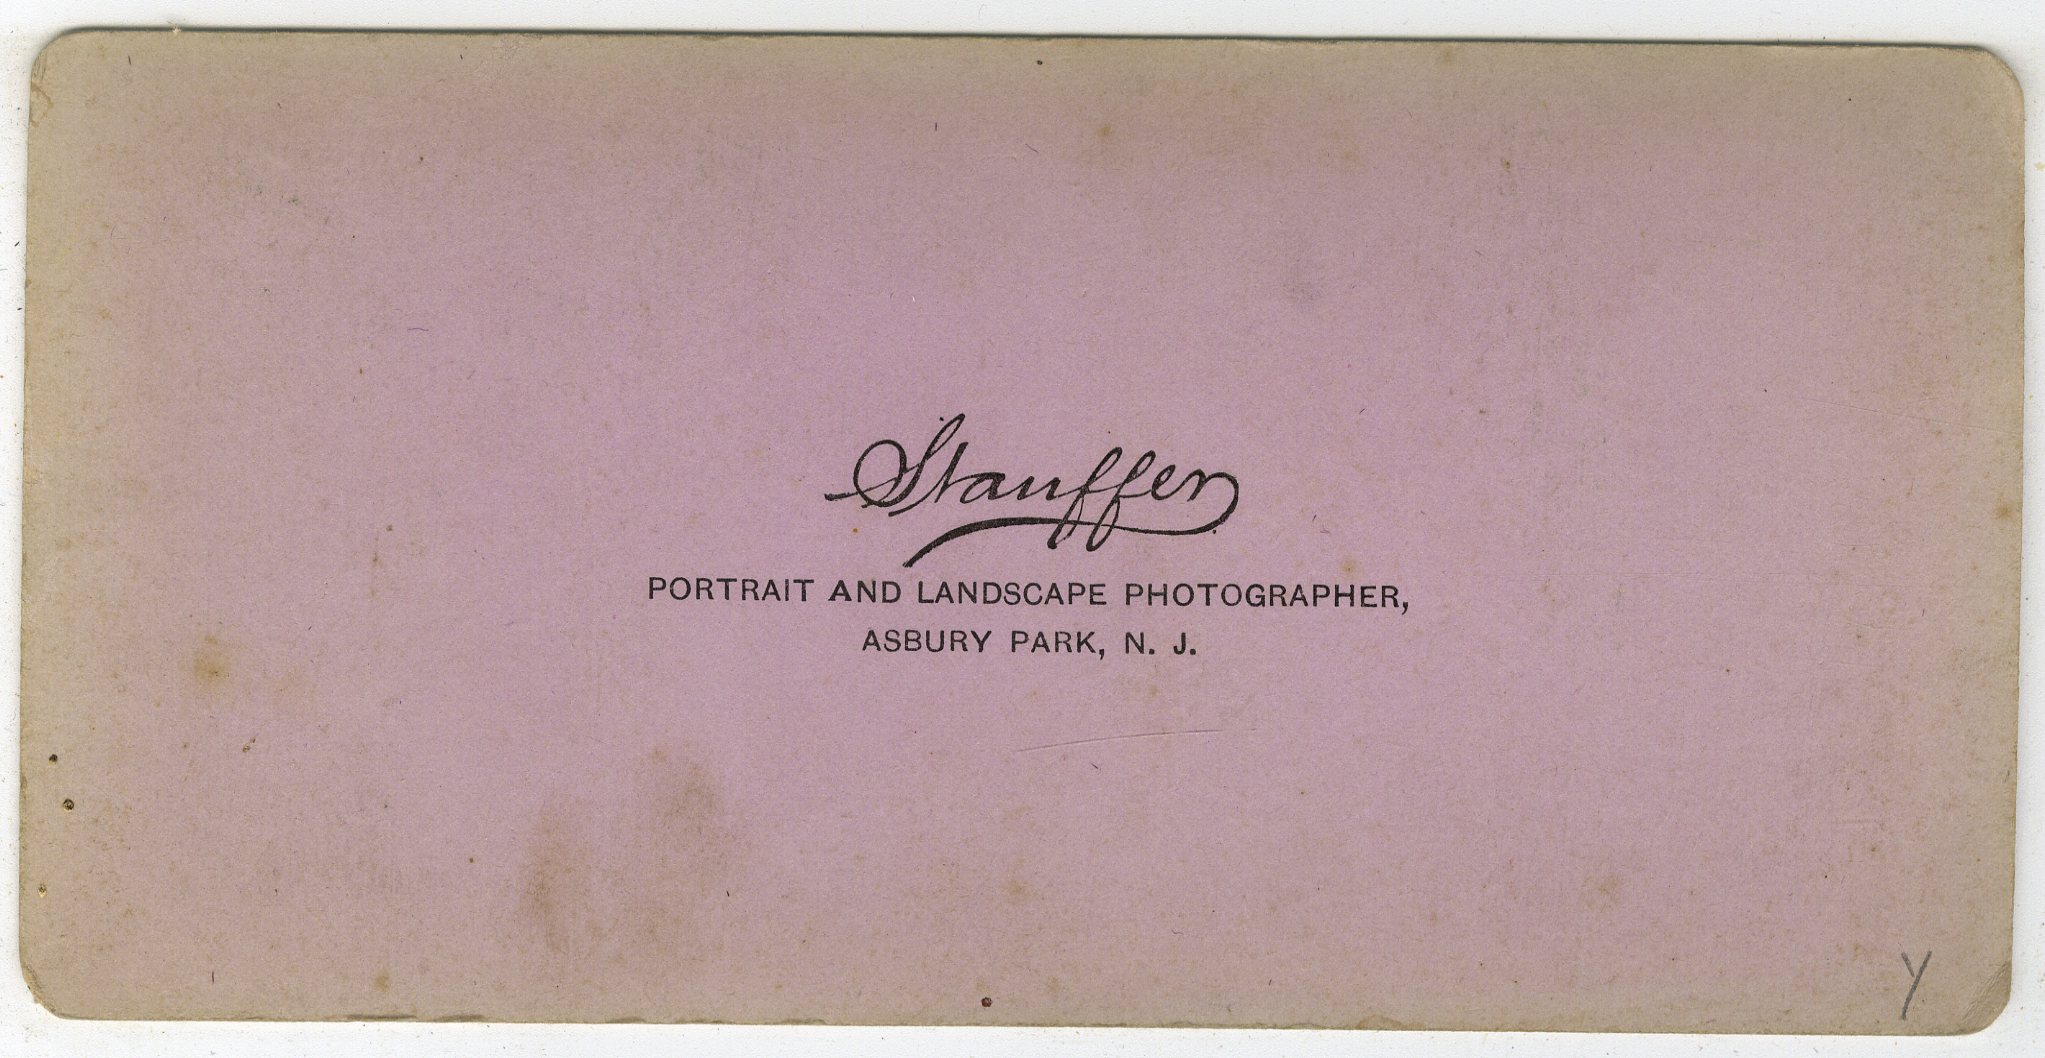 Stauffer
PORTRAIT AND LANDSCAPE PHOTOGRAPHER,
ASBURY PARK, N. J.
Y